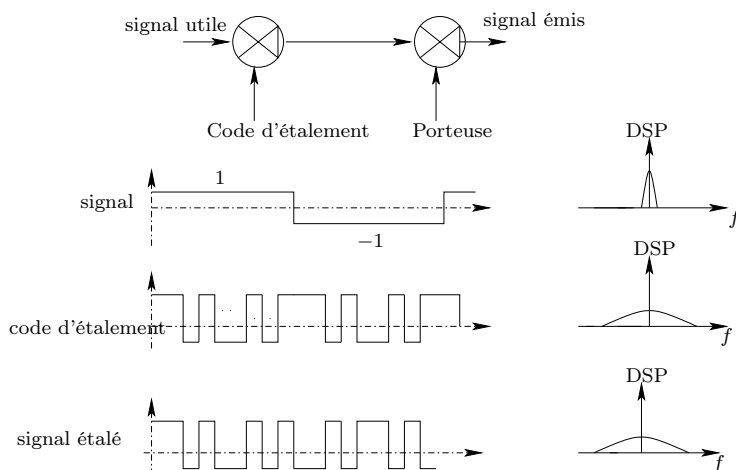 signal utile
signal émis
Code d'étalement
Porteuse
DSP
1
signal
−1
f
DSP
code d'étalement
f
DSP
signal étalé
f